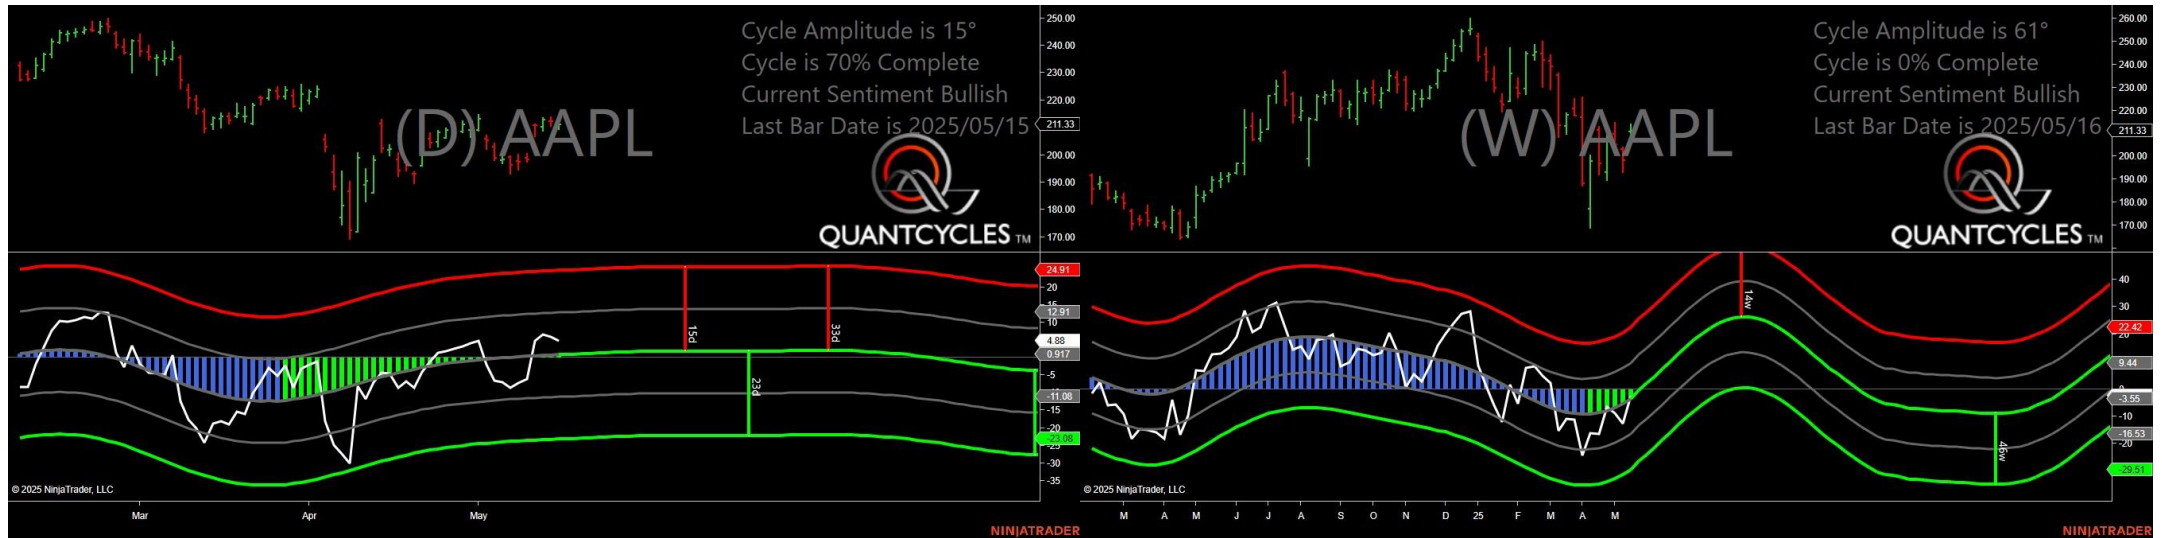 Cycle Amplitude is 15°
Cycle is 70% Complete
Current Sentiment Bullish
Last Bar Date is 2025/05/15
(D) AAPL
QUANTCYCLES TM
250.00
240.00
230.00
220.00
211.33
200.00
190.00
180.00
170.00
24.91
20
15
12.91
10
4.88
0.917
-5
-11.08
-15
-20
-23.08
-25
-30
-35
15d
33d
23d
© 2025 NinjaTrader, LLC
Mar
Apr
May
NINJATRADER
Cycle Amplitude is 61°
Cycle is 0% Complete
Current Sentiment Bullish
Last Bar Date is 2025/05/16
(W) AAPL
QUANTCYCLES TM
260.00
250.00
240.00
230.00
220.00
211.33
200.00
190.00
180.00
170.00
40
30
22.42
20
9.44
0
-3.55
-10
-16.53
-20
-29.51
14w
46w
© 2025 NinjaTrader, LLC
M
A
M
J
J
A
S
O
N
D
25
F
M
A
M
NINJATRADER